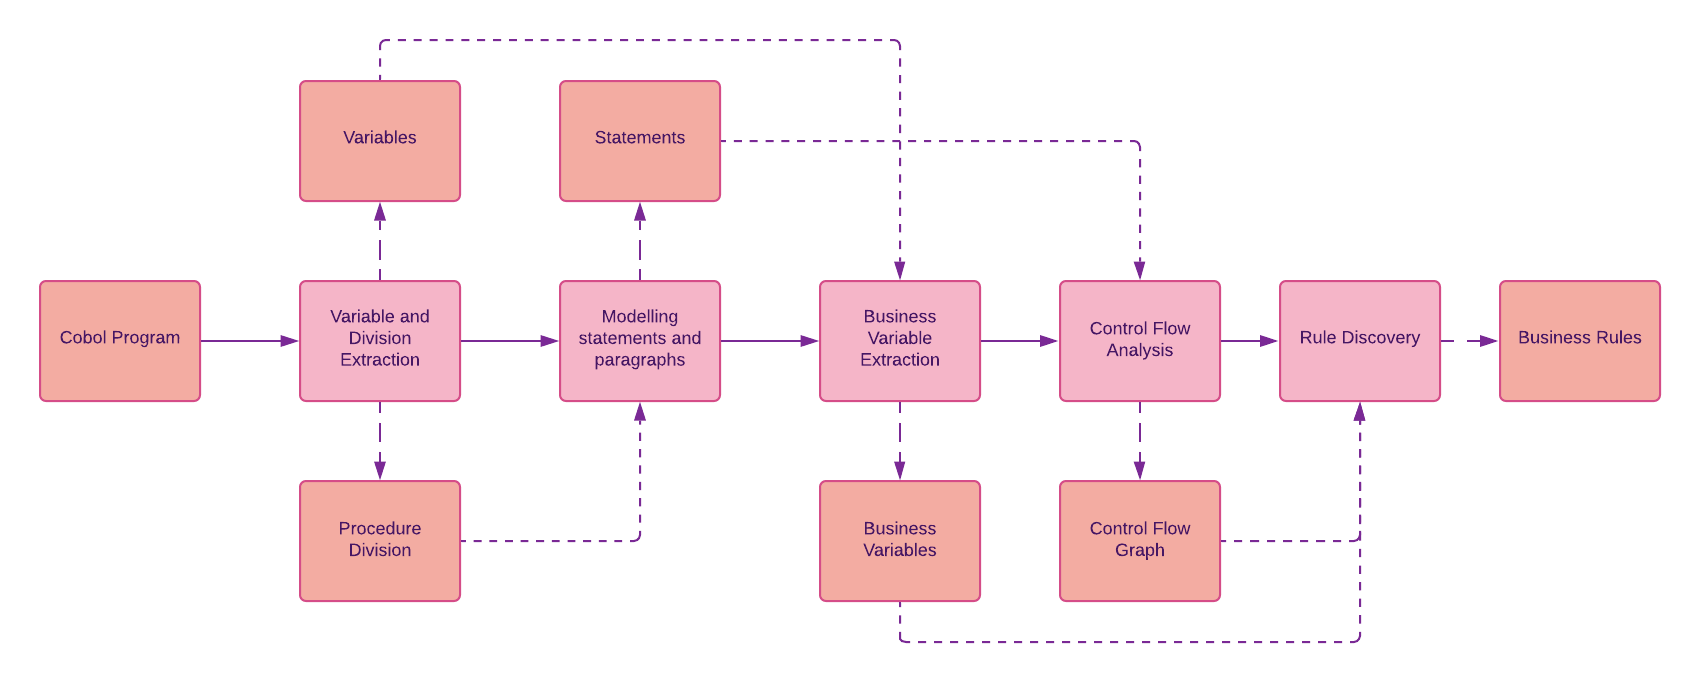 Variables
Statements
Cobol Program
Variable and
Division
Extraction
Modelling
statements and
paragraphs
Business
Variable
Extraction
Control Flow
Analysis
Rule Discovery
Business Rules
Procedure
Division
Business
Variables
Control Flow
Graph